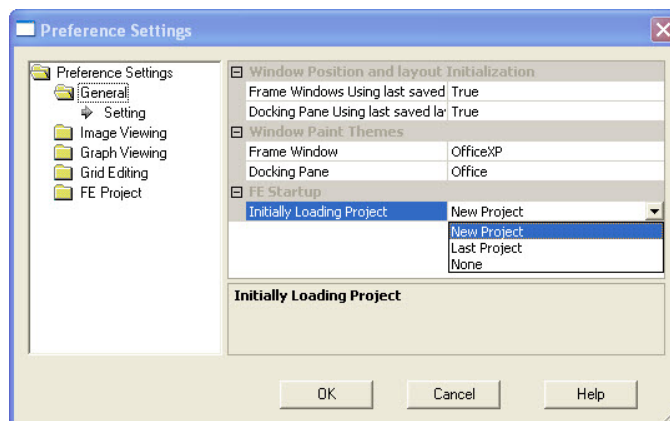 Preference Settings
Preference Settings
General
Setting
Image Viewing
Graph Viewing
Grid Editing
FE Project
Window Position and layout Initialization
Frame Windows Using last saved True
Docking Pane Using last saved la True
Window Paint Themes
Frame Window OfficeXP
Docking Pane Office
FE Startup
Initially Loading Project New Project
New Project
Last Project
None
Initially Loading Project
OK Cancel Help